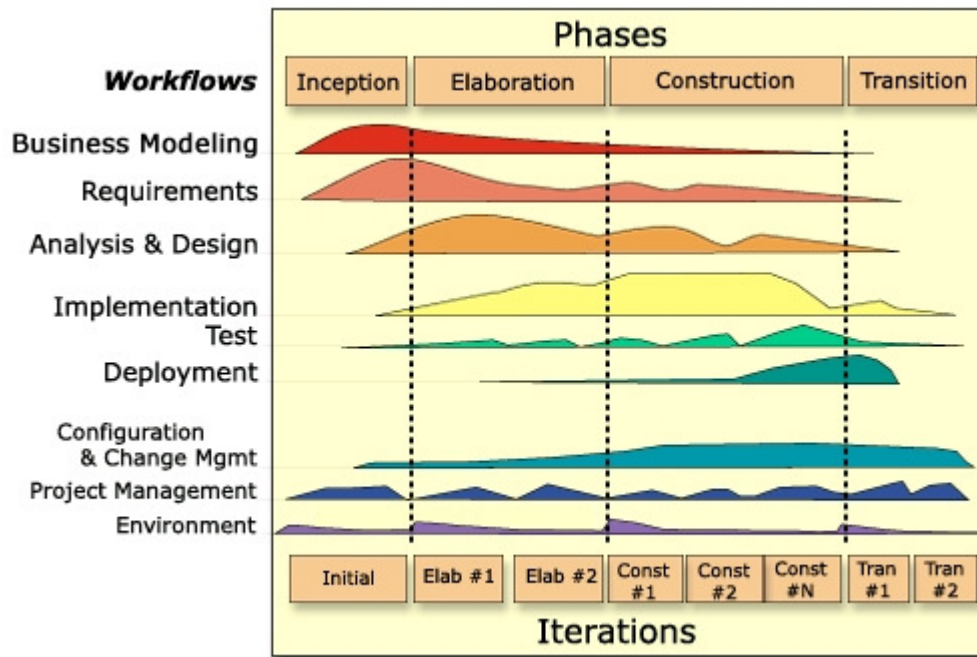 Phases
Workflows
Inception
Elaboration
Construction
Transition
Business Modeling
Requirements
Analysis & Design
Implementation
Test
Deployment
Configuration
& Change Mgmt
Project Management
Environment
Initial
Elab #1
Elab #2
Const
#1
Const
#2
Const
#N
Tran
#1
Tran
#2
Iterations